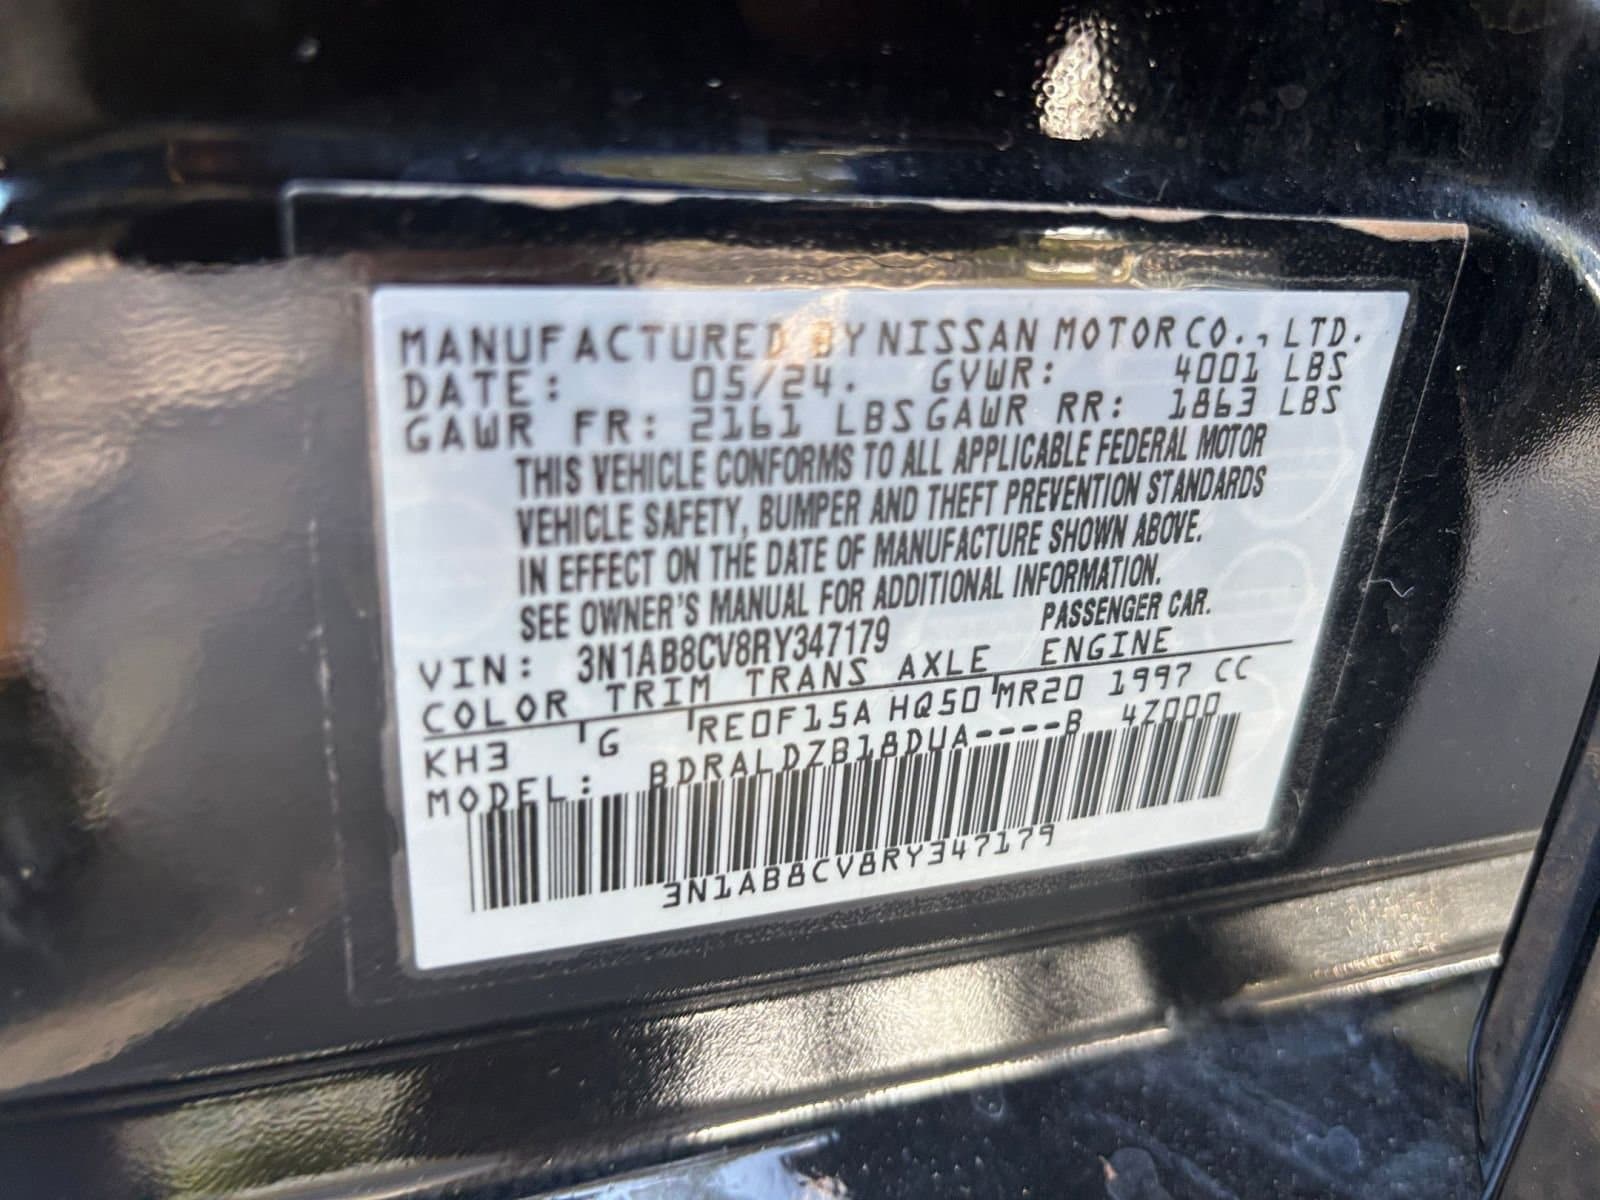 MANUFACTURED BY NISSAN MOTOR CO., LTD.
DATE: 05/24. GVWR: 4001 LBS
GAWR FR: 2161 LBS GAWR RR: 1863 LBS
THIS VEHICLE CONFORMS TO ALL APPLICABLE FEDERAL MOTOR
VEHICLE SAFETY, BUMPER AND THEFT PREVENTION STANDARDS
IN EFFECT ON THE DATE OF MANUFACTURE SHOWN ABOVE.
SEE OWNER'S MANUAL FOR ADDITIONAL INFORMATION.
VIN: 3N1AB8CV8RY347179 PASSENGER CAR.
COLOR TRIM TRANS AXLE ENGINE
KH3 G RE0F15A HQ50 MR20 1997 CC
MODEL: BDRALDZB18DUA----B 4Z000
3N1AB8CV8RY347179